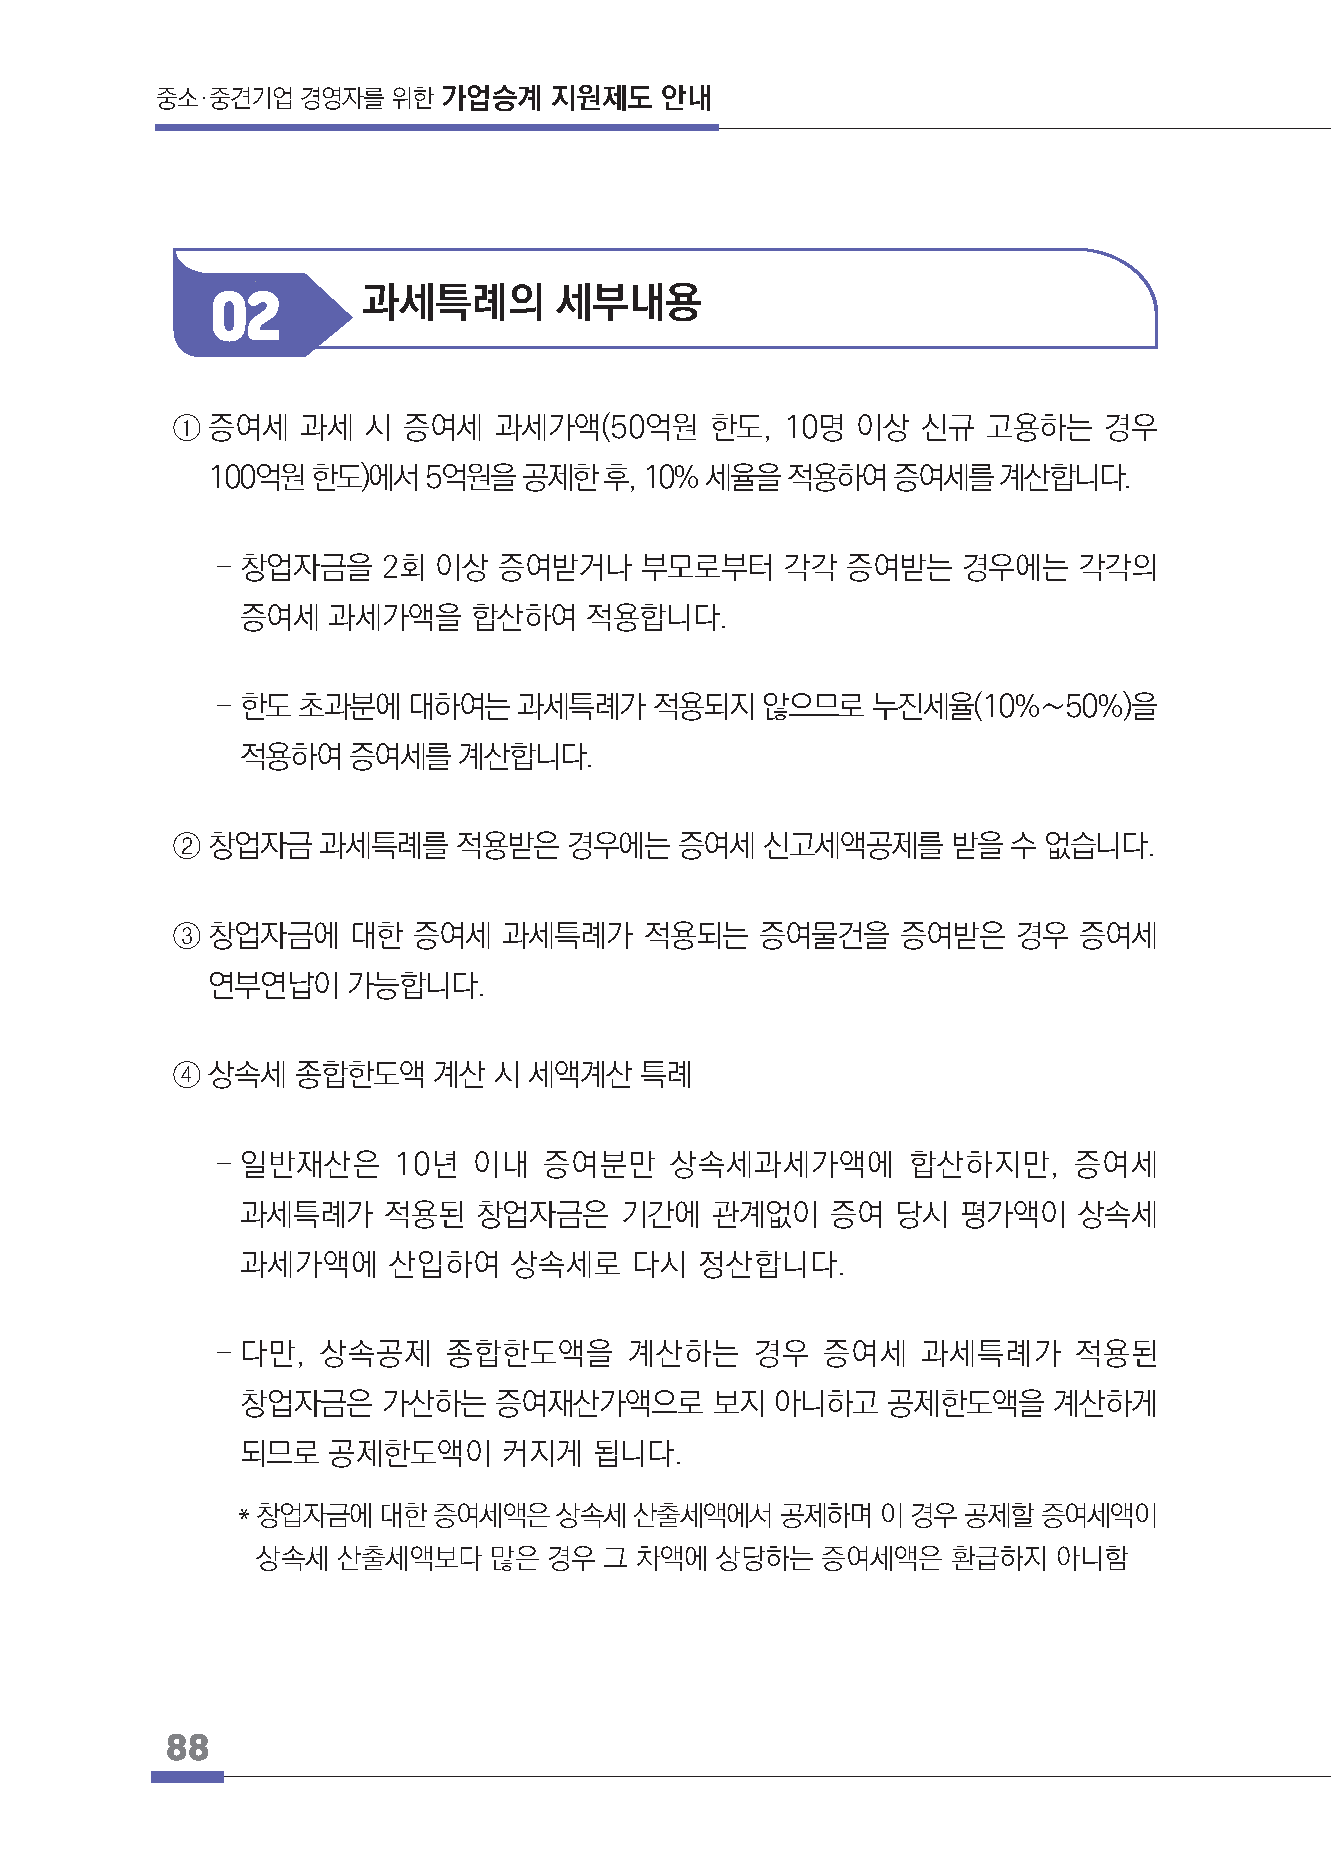 중소·중견기업 경영자를 위한 가업승계 지원제도 안내
02 과세특례의 세부내용
① 증여세 과세 시 증여세 과세가액(50억원 한도, 10명 이상 신규 고용하는 경우
100억원 한도)에서 5억원을 공제한 후, 10% 세율을 적용하여 증여세를 계산합니다.
- 창업자금을 2회 이상 증여받거나 부모로부터 각각 증여받는 경우에는 각각의
증여세 과세가액을 합산하여 적용합니다.
- 한도 초과분에 대하여는 과세특례가 적용되지 않으므로 누진세율(10%~50%)을
적용하여 증여세를 계산합니다.
② 창업자금 과세특례를 적용받은 경우에는 증여세 신고세액공제를 받을 수 없습니다.
③ 창업자금에 대한 증여세 과세특례가 적용되는 증여물건을 증여받은 경우 증여세
연부연납이 가능합니다.
④ 상속세 종합한도액 계산 시 세액계산 특례
- 일반재산은 10년 이내 증여분만 상속세과세가액에 합산하지만, 증여세
과세특례가 적용된 창업자금은 기간에 관계없이 증여 당시 평가액이 상속세
과세가액에 산입하여 상속세로 다시 정산합니다.
- 다만, 상속공제 종합한도액을 계산하는 경우 증여세 과세특례가 적용된
창업자금은 가산하는 증여재산가액으로 보지 아니하고 공제한도액을 계산하게
되므로 공제한도액이 커지게 됩니다.
* 창업자금에 대한 증여세액은 상속세 산출세액에서 공제하며 이 경우 공제할 증여세액이
상속세 산출세액보다 많은 경우 그 차액에 상당하는 증여세액은 환급하지 아니함
88